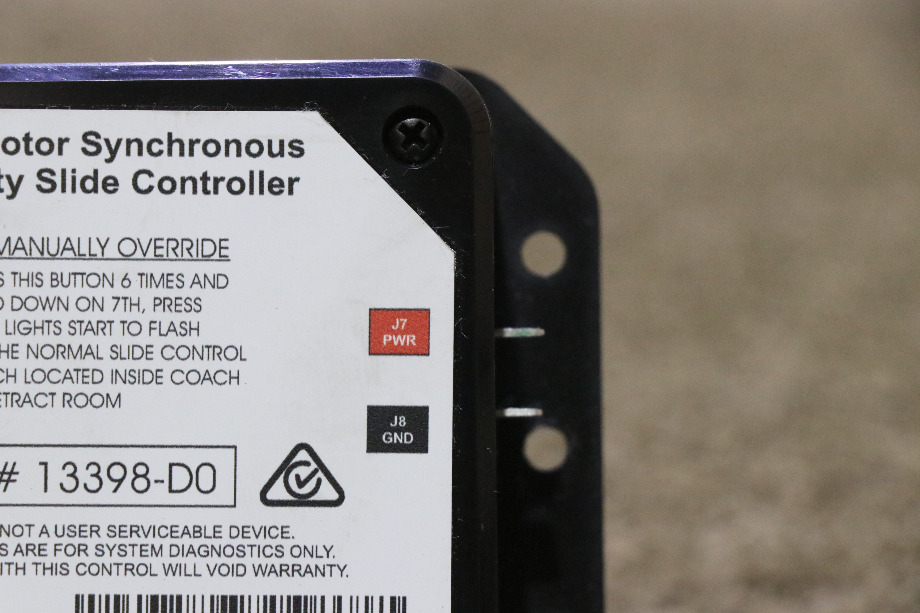 otor Synchronous
ty Slide Controller
MANUALLY OVERRIDE
S THIS BUTTON 6 TIMES AND
D DOWN ON 7TH, PRESS
LIGHTS START TO FLASH
HE NORMAL SLIDE CONTROL
CH LOCATED INSIDE COACH
ETRACT ROOM
J7
PWR
J8
GND
# 13398-D0
NOT A USER SERVICEABLE DEVICE.
S ARE FOR SYSTEM DIAGNOSTICS ONLY.
ITH THIS CONTROL WILL VOID WARRANTY.